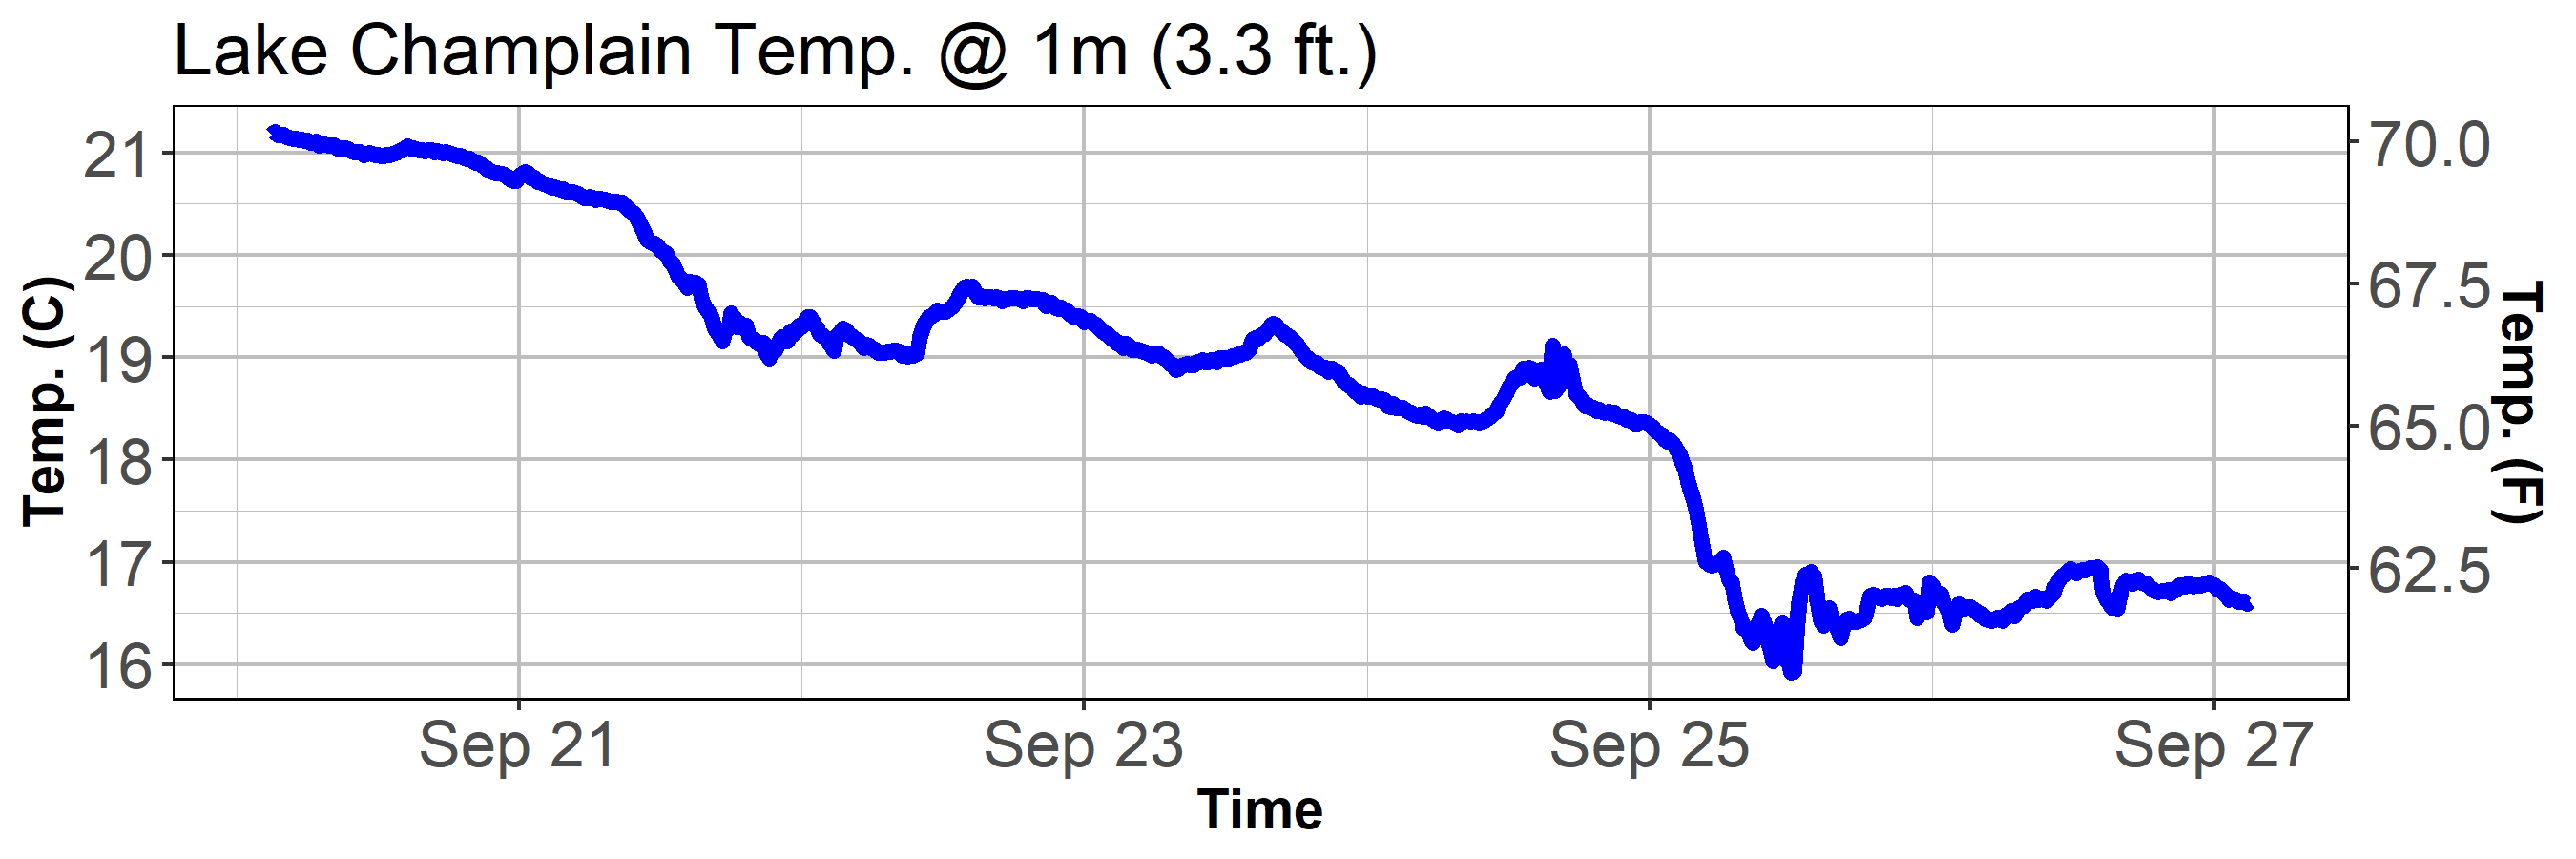 Lake Champlain Temp. @ 1m (3.3 ft.)
Temp. (C)
21
20
19
18
17
16
70.0
67.5
65.0
62.5
Temp. (F)
Sep 21
Sep 23
Sep 25
Sep 27
Time